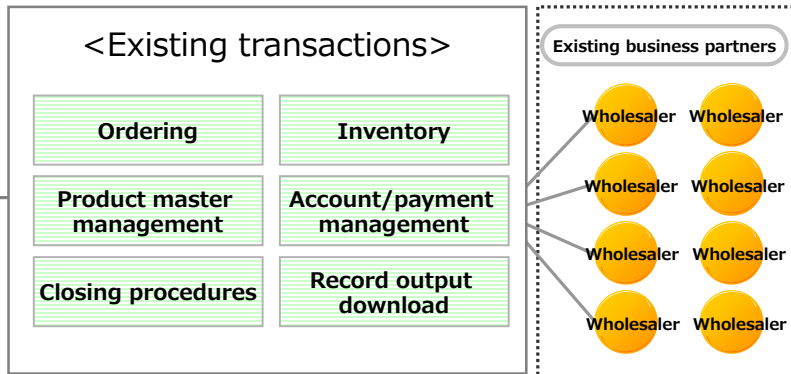 <Existing transactions>
Existing business partners
Ordering
Inventory
Product master
management
Account/payment
management
Closing procedures
Record output
download
Wholesaler
Wholesaler
Wholesaler
Wholesaler
Wholesaler
Wholesaler
Wholesaler
Wholesaler